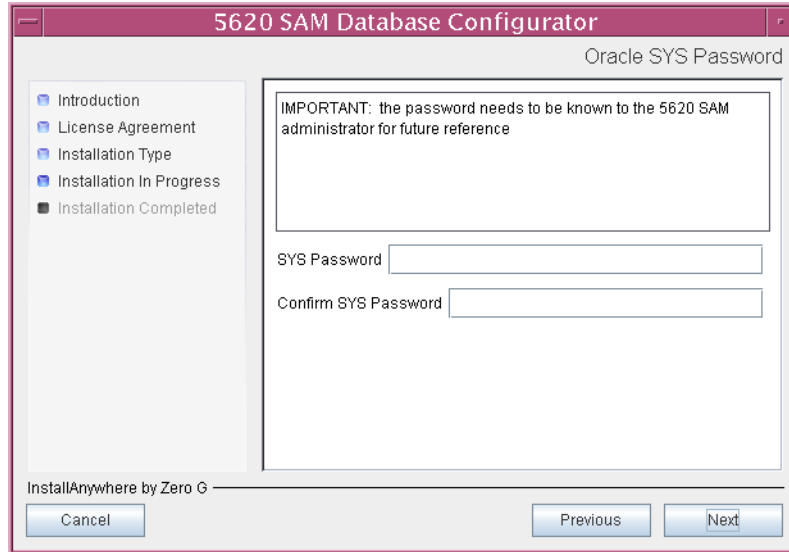 5620 SAM Database Configurator
Oracle SYS Password
Introduction
License Agreement
Installation Type
Installation In Progress
Installation Completed
IMPORTANT: the password needs to be known to the 5620 SAM
administrator for future reference
SYS Password
Confirm SYS Password
InstallAnywhere by Zero G
Cancel
Previous
Next